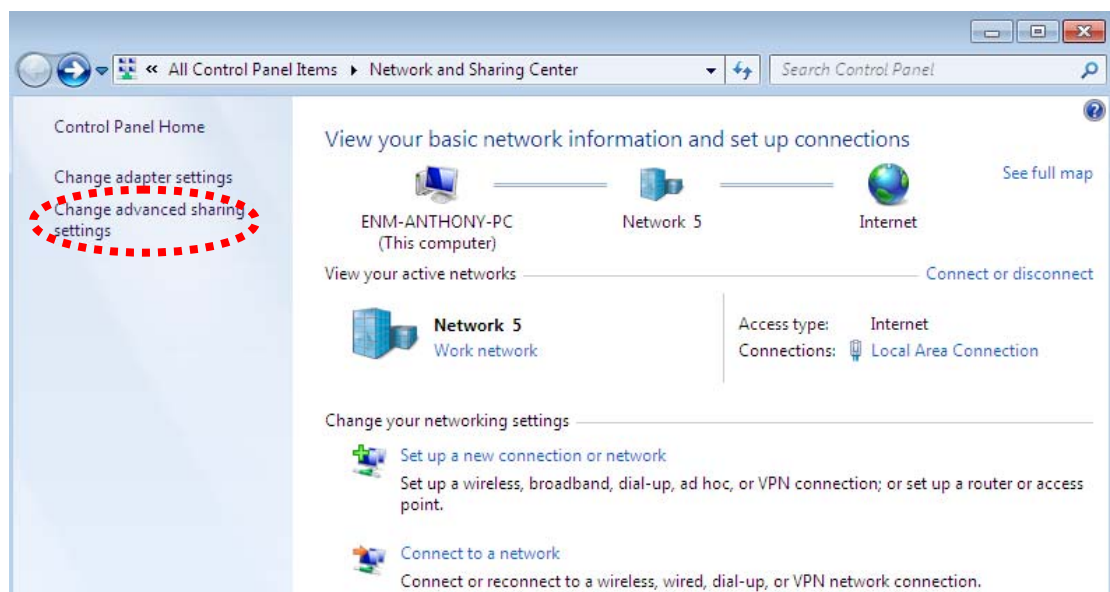 « All Control Panel Items ▸ Network and Sharing Center
Search Control Panel
Control Panel Home
Change adapter settings
Change advanced sharing
settings
View your basic network information and set up connections
See full map
ENM-ANTHONY-PC
(This computer)
Network 5
Internet
View your active networks
Connect or disconnect
Network 5
Work network
Access type: Internet
Connections: Local Area Connection
Change your networking settings
Set up a new connection or network
Set up a wireless, broadband, dial-up, ad hoc, or VPN connection; or set up a router or access
point.
Connect to a network
Connect or reconnect to a wireless, wired, dial-up, or VPN network connection.